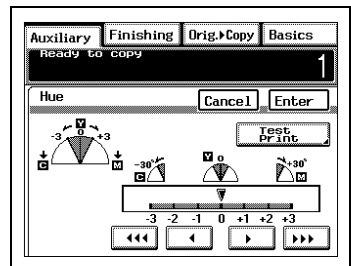 Auxiliary Finishing Orig.▸Copy Basics
Ready to copy
1
Hue
Cancel Enter
Test
Print
Y
-3 0 +3
C M
-30° Y 0 +30°
C M
-3 -2 -1 0 +1 +2 +3